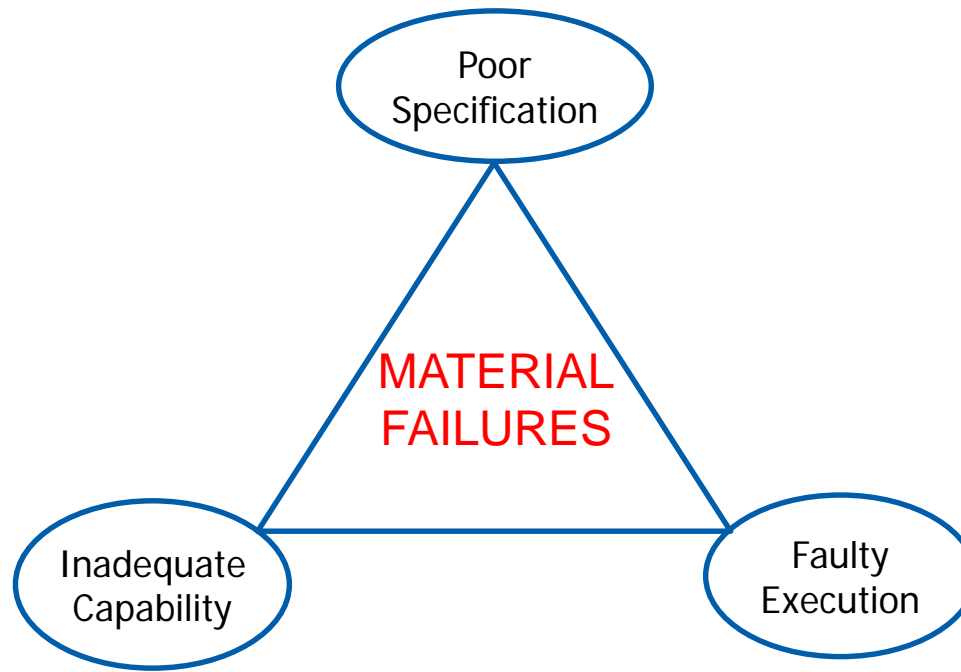 Poor
Specification
MATERIAL
FAILURES
Inadequate
Capability
Faulty
Execution